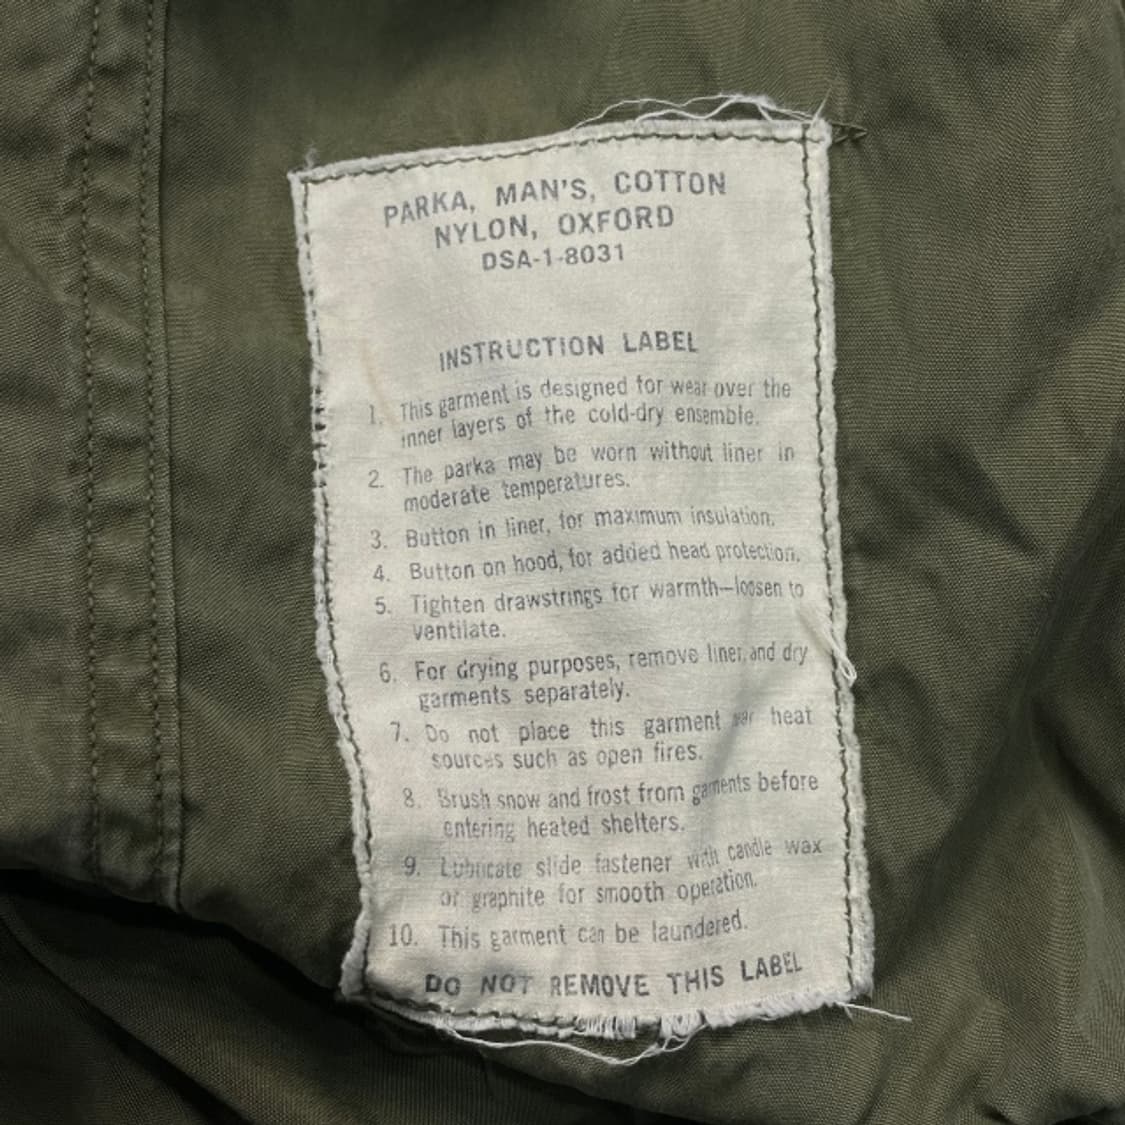 PARKA, MAN'S, COTTON
NYLON, OXFORD
DSA-1-8031
INSTRUCTION LABEL
1. This garment is designed for wear over the
inner layers of the cold-dry ensemble.
2. The parka may be worn without liner in
moderate temperatures.
3. Button in liner, for maximum insulation.
4. Button on hood, for added head protection.
5. Tighten drawstrings for warmth—loosen to
ventilate.
6. For drying purposes, remove liner, and dry
garments separately.
7. Do not place this garment near heat
sources such as open fires.
8. Brush snow and frost from garments before
entering heated shelters.
9. Lubricate slide fastener with candle wax
or graphite for smooth operation.
10. This garment can be laundered.
DO NOT REMOVE THIS LABEL